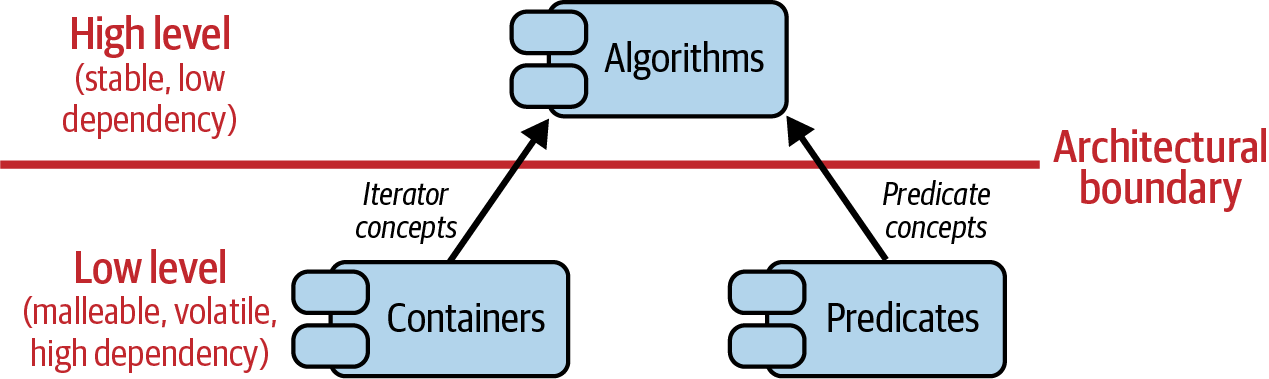 High level
(stable, low
dependency)
Algorithms
Architectural
boundary
Iterator
concepts
Predicate
concepts
Low level
(malleable, volatile,
high dependency)
Containers
Predicates